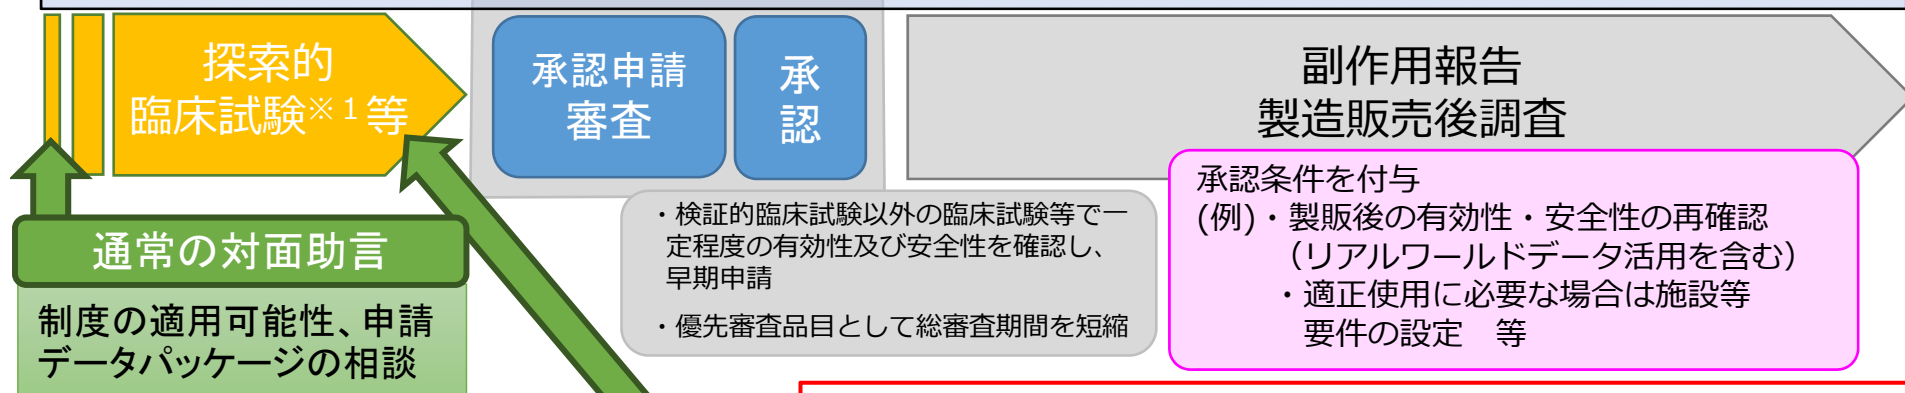 探索的
臨床試験※１等
承認申請
審査
承
認
副作用報告
製造販売後調査
通常の対面助言
制度の適用可能性、申請
データパッケージの相談
・検証的臨床試験以外の臨床試験等で一
定程度の有効性及び安全性を確認し、
早期申請
・優先審査品目として総審査期間を短縮
承認条件を付与
(例)・製販後の有効性・安全性の再確認
（リアルワールドデータ活用を含む）
・適正使用に必要な場合は施設等
要件の設定　等